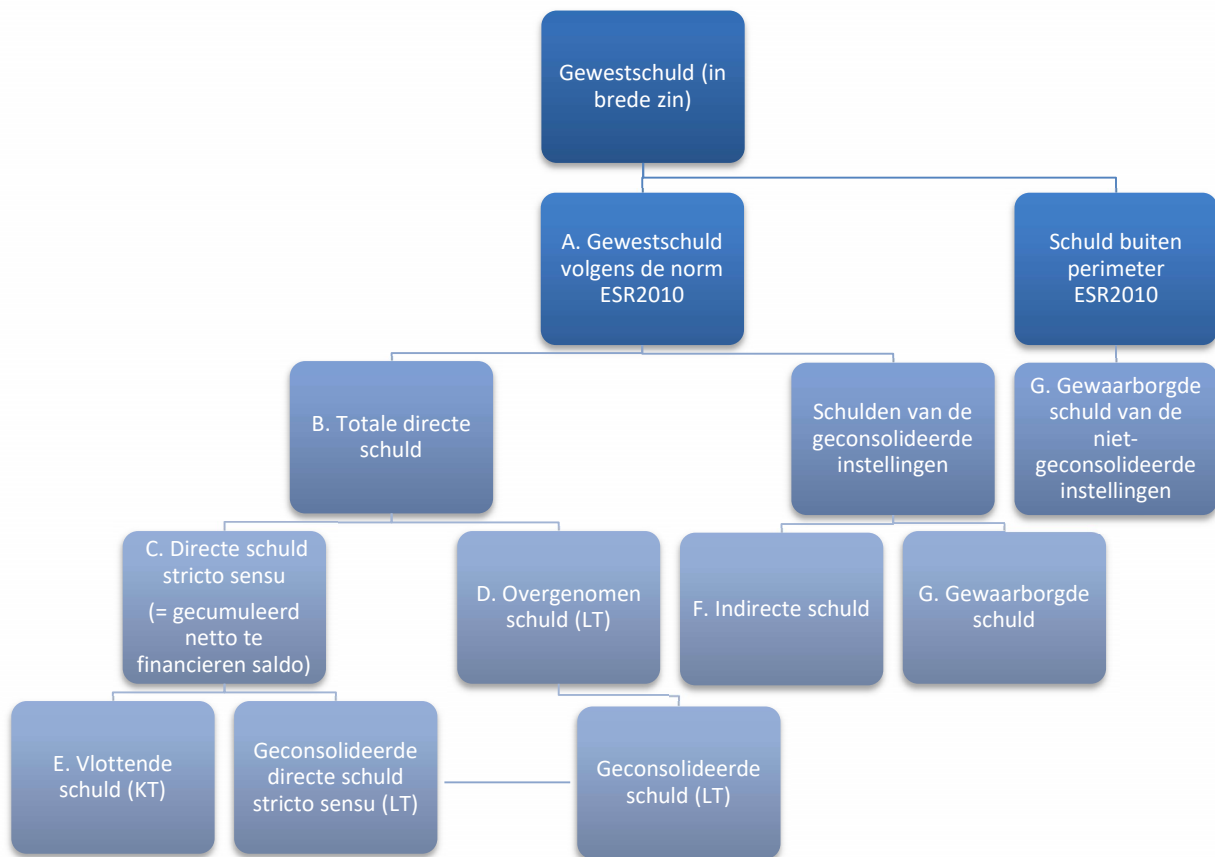 Gewestschuld (in
brede zin)
A. Gewestschuld
volgens de norm
ESR2010
Schuld buiten
perimeter
ESR2010
B. Totale directe
schuld
Schulden van de
geconsolideerde
instellingen
G. Gewaarborgde
schuld van de
niet-
geconsolideerde
instellingen
C. Directe schuld
stricto sensu
(= gecumuleerd
netto te
financieren saldo)
D. Overgenomen
schuld (LT)
F. Indirecte schuld
G. Gewaarborgde
schuld
E. Vlottende
schuld (KT)
Geconsolideerde
directe schuld
stricto sensu (LT)
Geconsolideerde
schuld (LT)